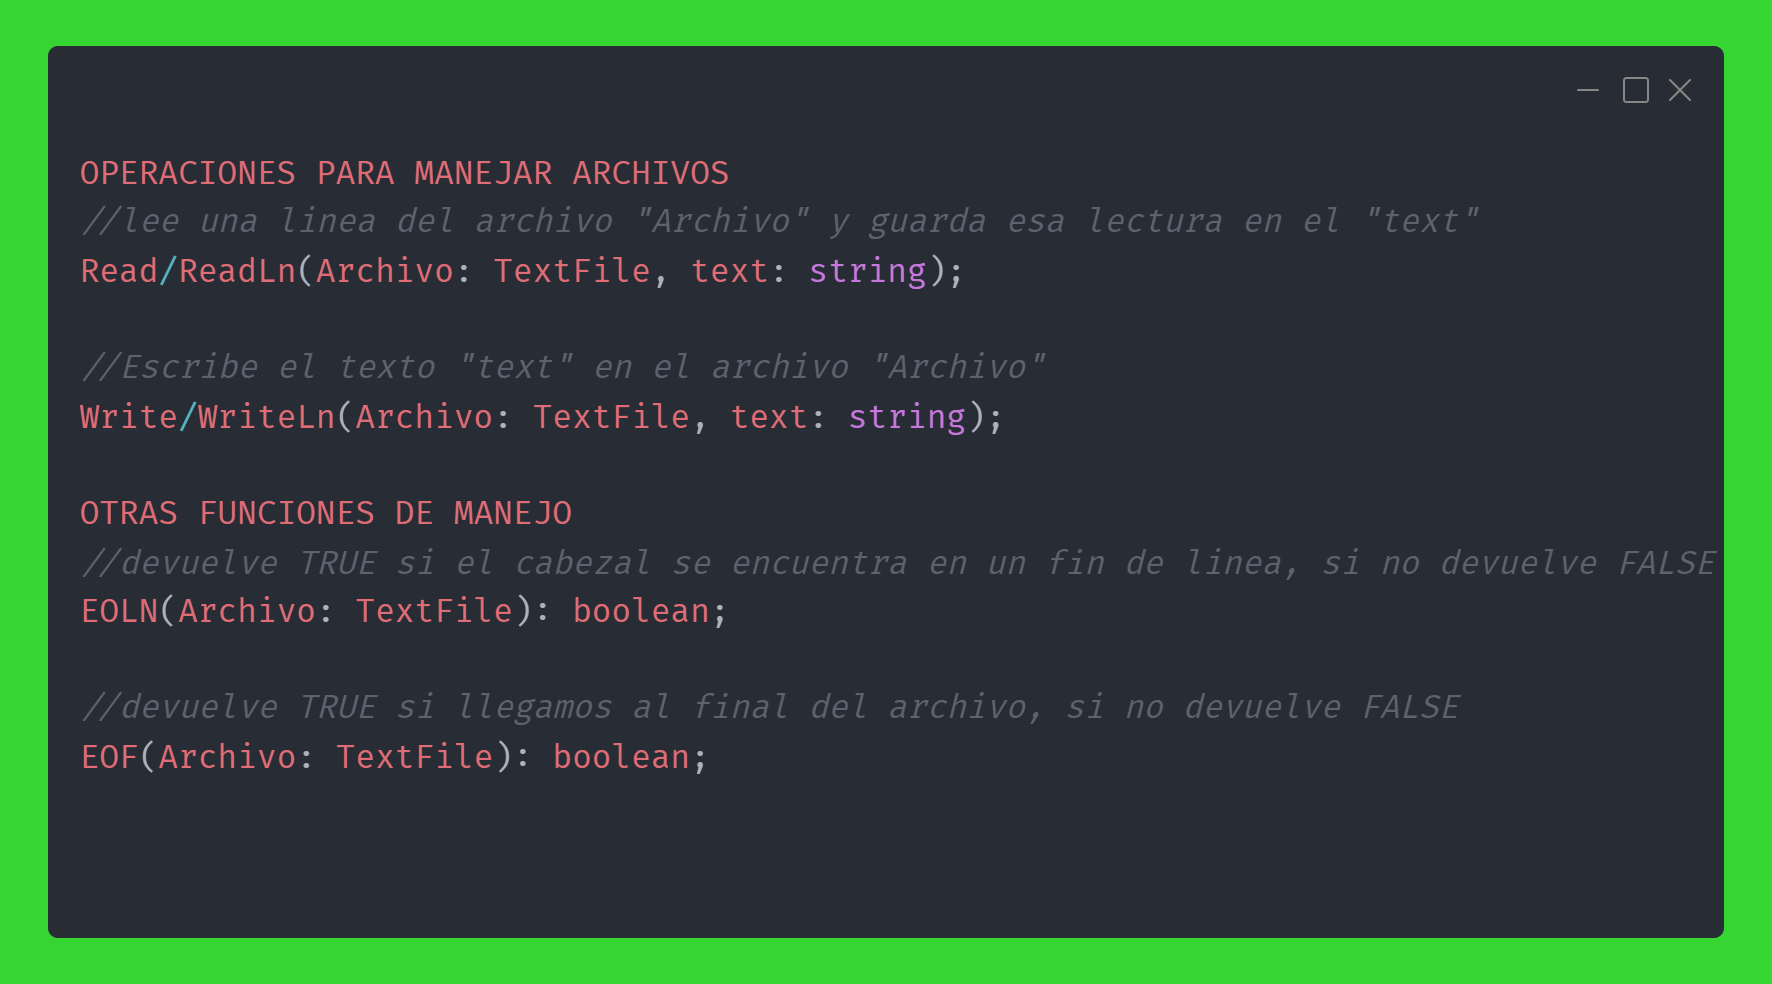 OPERACIONES PARA MANEJAR ARCHIVOS
//lee una linea del archivo "Archivo" y guarda esa lectura en el "text"
Read/ReadLn(Archivo: TextFile, text: string);
//Escribe el texto "text" en el archivo "Archivo"
Write/WriteLn(Archivo: TextFile, text: string);
OTRAS FUNCIONES DE MANEJO
//devuelve TRUE si el cabezal se encuentra en un fin de linea, si no devuelve FALSE
EOLN(Archivo: TextFile): boolean;
//devuelve TRUE si llegamos al final del archivo, si no devuelve FALSE
EOF(Archivo: TextFile): boolean;